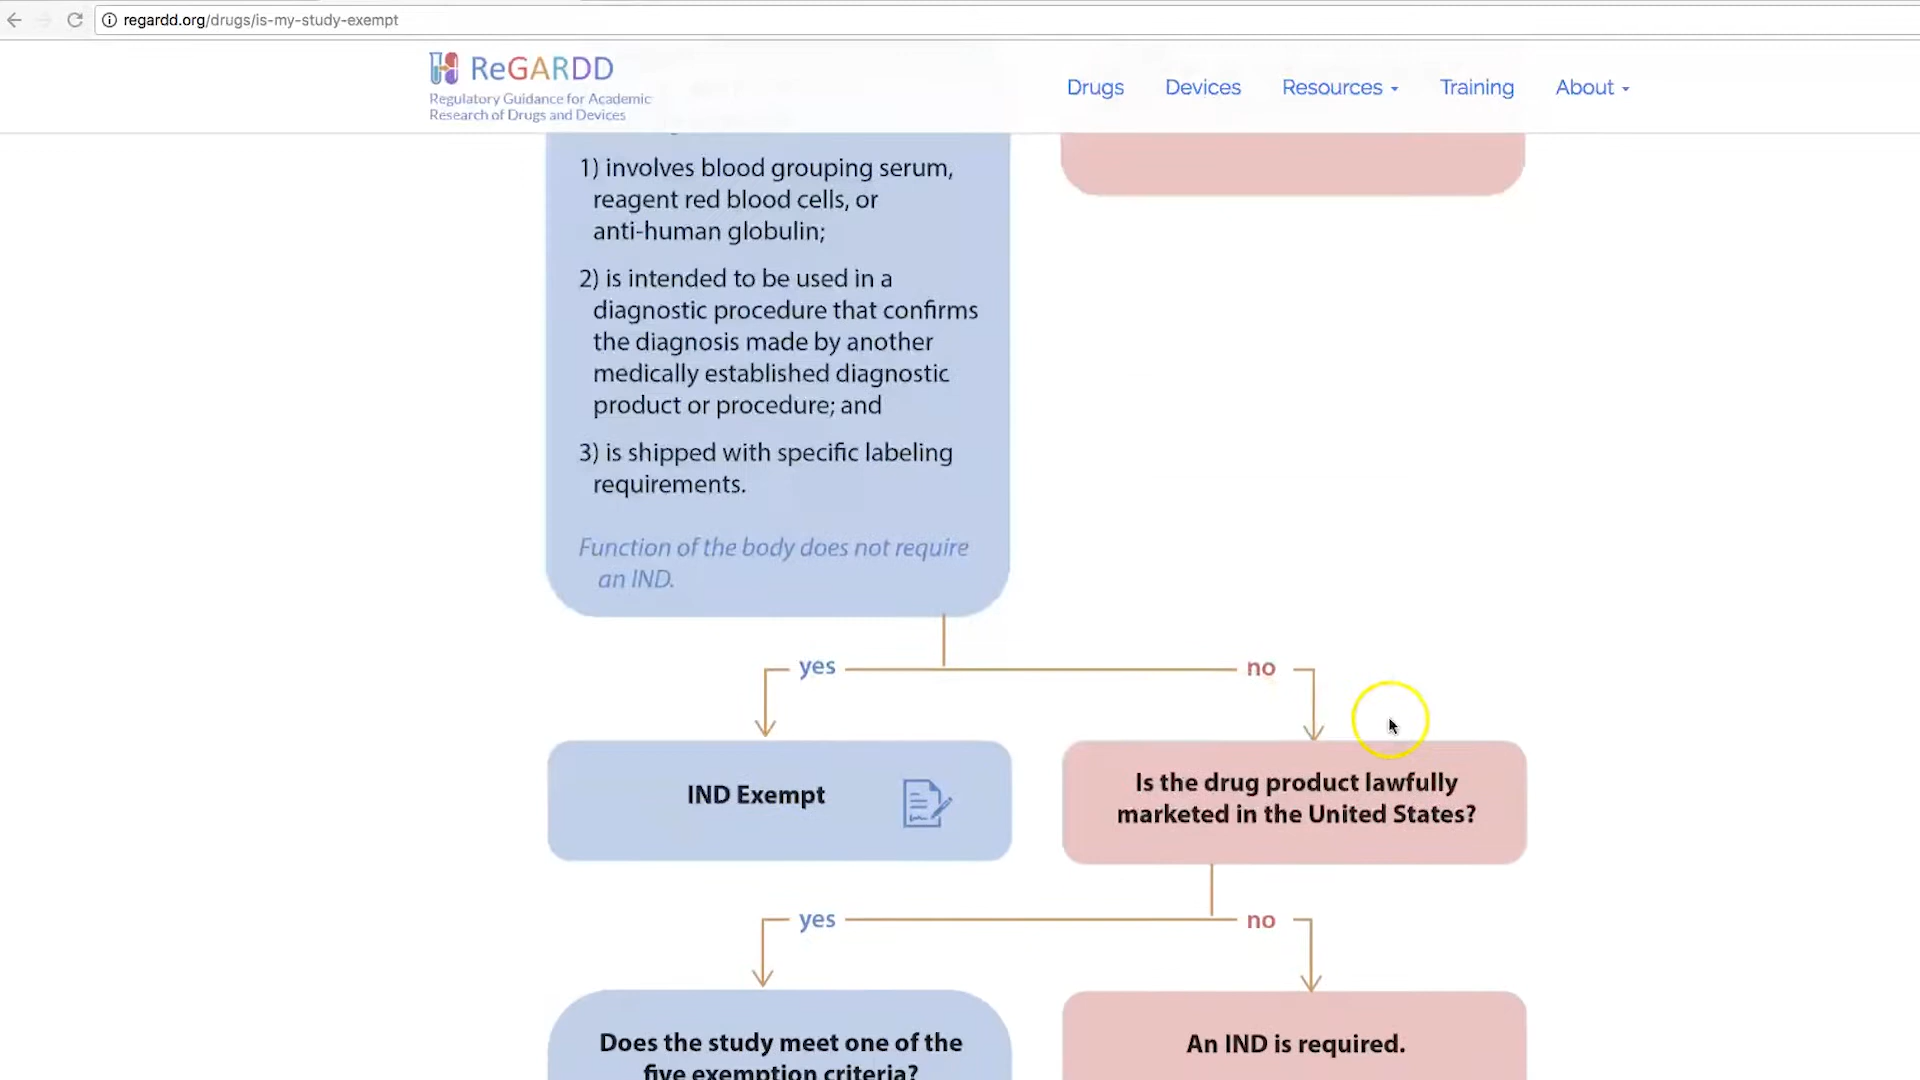 regardd.org/drugs/is-my-study-exempt
ReGARDD
Regulatory Guidance for Academic
Research of Drugs and Devices
Drugs
Devices
Resources
Training
About
1) involves blood grouping serum,
reagent red blood cells, or
anti-human globulin;
2) is intended to be used in a
diagnostic procedure that confirms
the diagnosis made by another
medically established diagnostic
product or procedure; and
3) is shipped with specific labeling
requirements.
Function of the body does not require
an IND.
yes
no
IND Exempt
Is the drug product lawfully
marketed in the United States?
yes
no
Does the study meet one of the
five exemption criteria?
An IND is required.